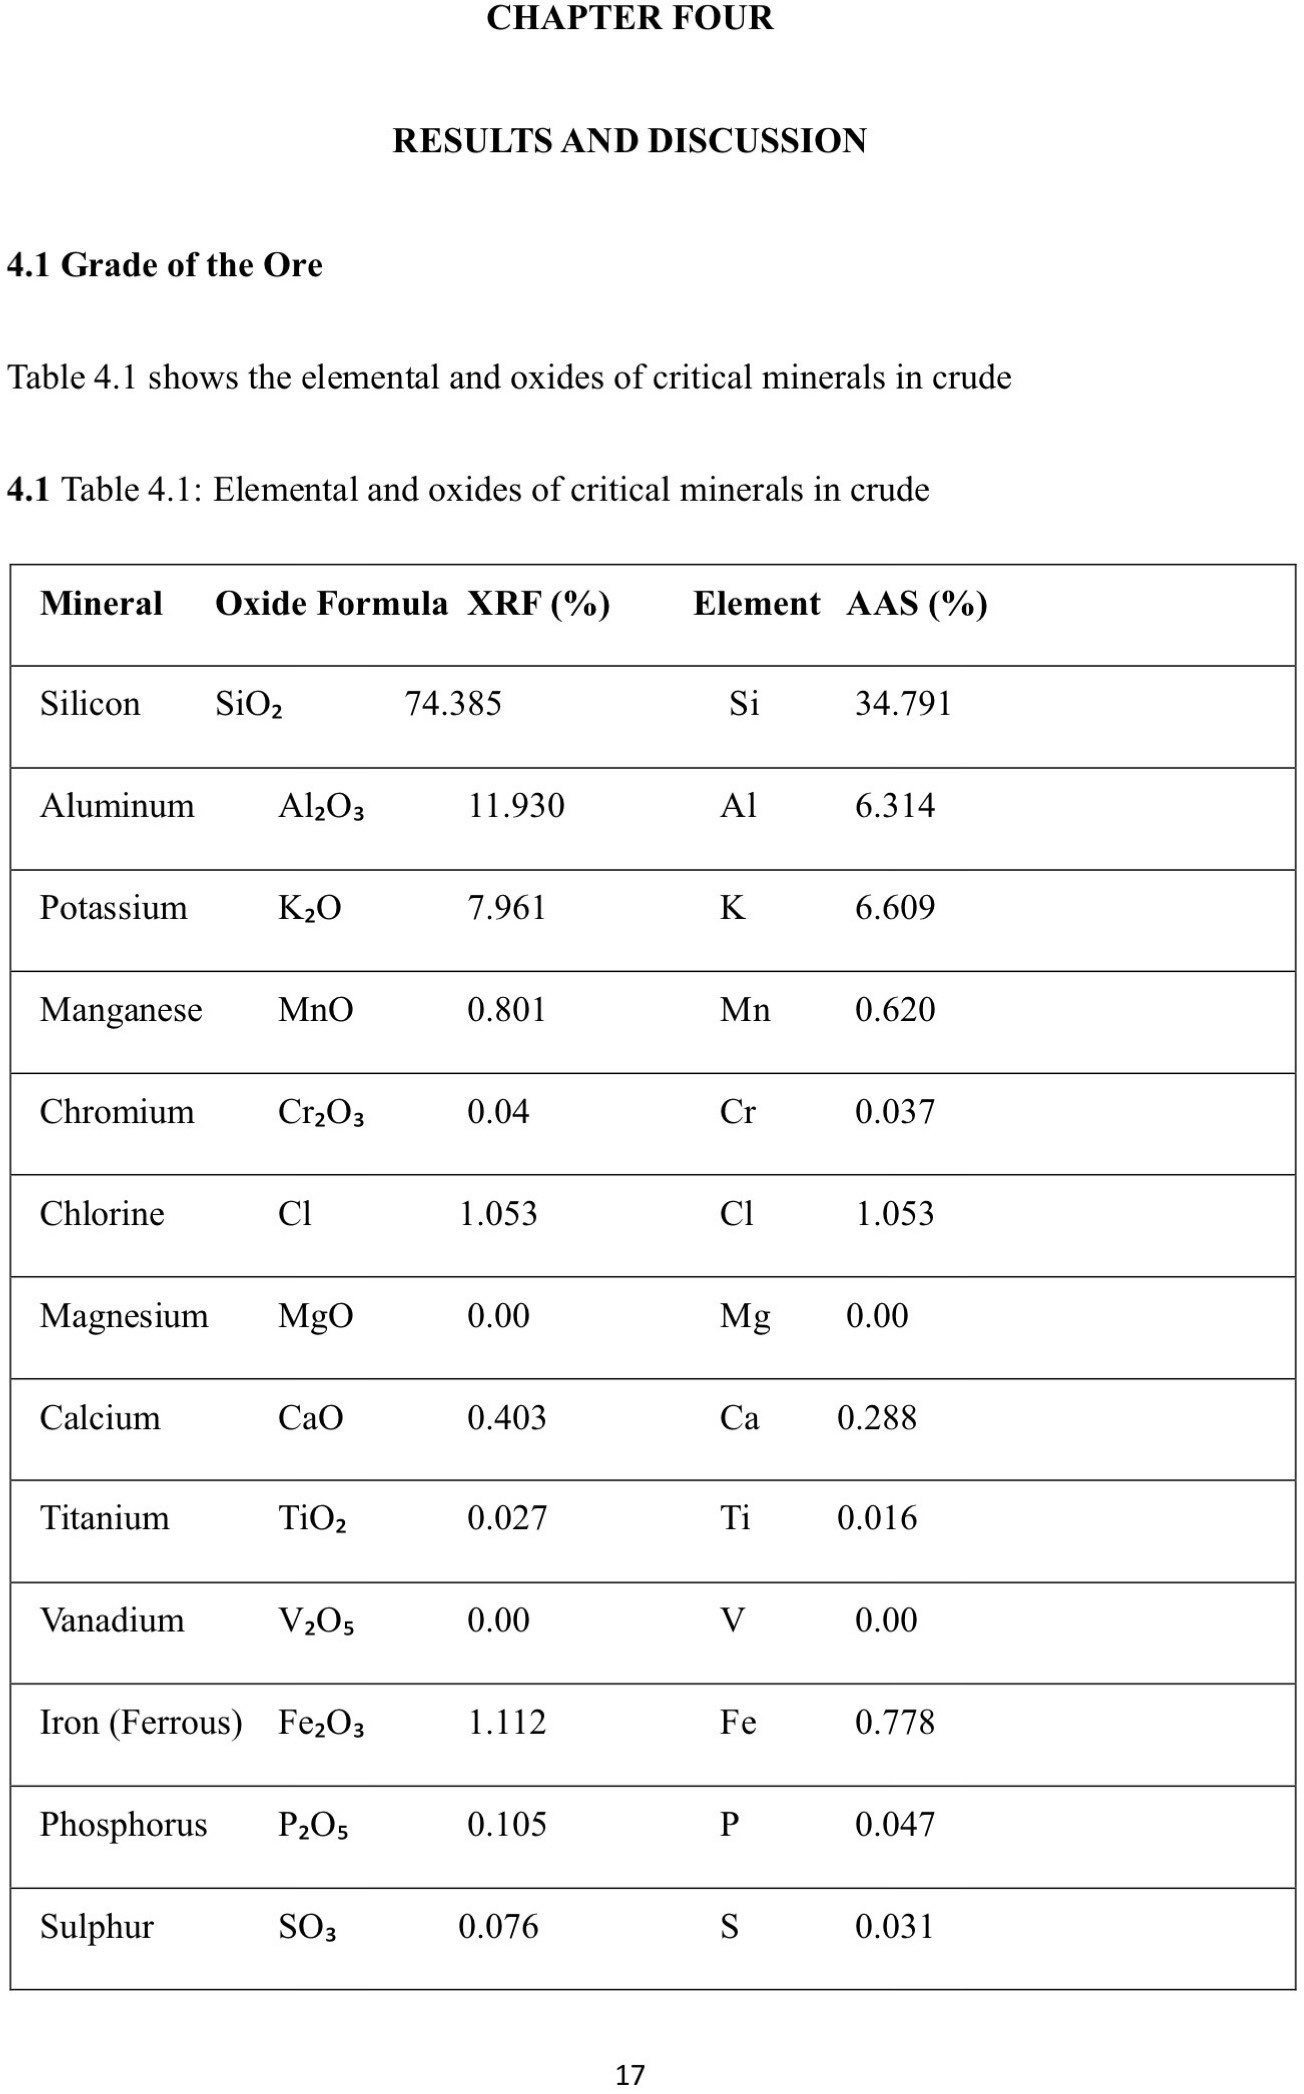 CHAPTER FOUR
RESULTS AND DISCUSSION
4.1 Grade of the Ore
Table 4.1 shows the elemental and oxides of critical minerals in crude
4.1 Table 4.1: Elemental and oxides of critical minerals in crude
Mineral Oxide Formula XRF (%) Element AAS (%)
Silicon SiO₂ 74.385 Si 34.791
Aluminum Al₂O₃ 11.930 Al 6.314
Potassium K₂O 7.961 K 6.609
Manganese MnO 0.801 Mn 0.620
Chromium Cr₂O₃ 0.04 Cr 0.037
Chlorine Cl 1.053 Cl 1.053
Magnesium MgO 0.00 Mg 0.00
Calcium CaO 0.403 Ca 0.288
Titanium TiO₂ 0.027 Ti 0.016
Vanadium V₂O₅ 0.00 V 0.00
Iron (Ferrous) Fe₂O₃ 1.112 Fe 0.778
Phosphorus P₂O₅ 0.105 P 0.047
Sulphur SO₃ 0.076 S 0.031
17